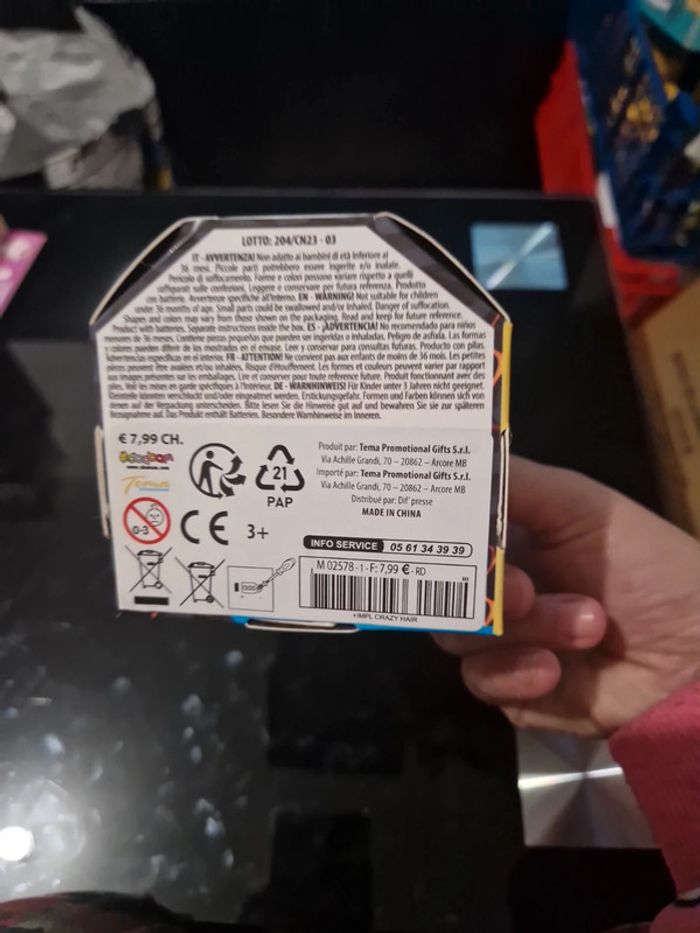 LOTTO: 204/CN23 - 03
IT - AVVERTENZA! Non adatto ai bambini di età inferiore ai
36 mesi. Piccole parti potrebbero essere ingerite e/o inalate.
Pericolo di soffocamento. Forme e colori possono variare rispetto a quelli
raffigurati sulle confezioni. Leggere e conservare per futura referenza. Prodotto
con batterie. Avvertenze specifiche all'interno. EN - WARNING! Not suitable for children
under 36 months of age. Small parts could be swallowed and/or inhaled. Danger of suffocation.
Shapes and colors may vary from those shown on the packaging. Read and keep for future reference.
Product with batteries. Separate instructions inside the box. ES - ¡ADVERTENCIA! No recomendado para niños
menores de 36 meses. Contiene piezas pequeñas que pueden ser ingeridas o inhaladas. Peligro de asfixia. Las formas
y colores pueden diferir de los mostrados en el envase. Leer y conservar para consultas futuras. Producto con pilas.
Advertencias específicas en el interior. FR - ATTENTION! Ne convient pas aux enfants de moins de 36 mois. Les petites
pièces peuvent être avalées et/ou inhalées. Risque d'étouffement. Les formes et couleurs peuvent varier par rapport
aux images présentes sur les emballages. Lire et conserver pour toute reference future. Produit fonctionnant avec des
piles. Voir les mises en garde spécifiques à l'intérieur. DE - WARNHINWEIS! Für Kinder unter 3 Jahren nicht geeignet.
Kleinteile könnten verschluckt und/oder eingeatmet werden. Erstickungsgefahr. Formen und Farben können sich von
denen auf der Verpackung unterscheiden. Bitte lesen Sie die Hinweise gut auf und bewahren Sie sie zur späteren
Bezugnahme auf. Das Produkt enthält Batterien. Besondere Warnhinweise im Inneren.
€ 7,99 CH.
Tema
0-3
CE
3+
21
PAP
Produit par: Tema Promotional Gifts S.r.l.
Via Achille Grandi, 70 – 20862 – Arcore MB
Importé par: Tema Promotional Gifts S.r.l.
Via Achille Grandi, 70 – 20862 – Arcore MB
Distribué par: Dif' presse
MADE IN CHINA
INFO SERVICE 05 61 34 39 39
M 02578 - 1 - F: 7,99 € - RD
+IMPL CRAZY HAIR